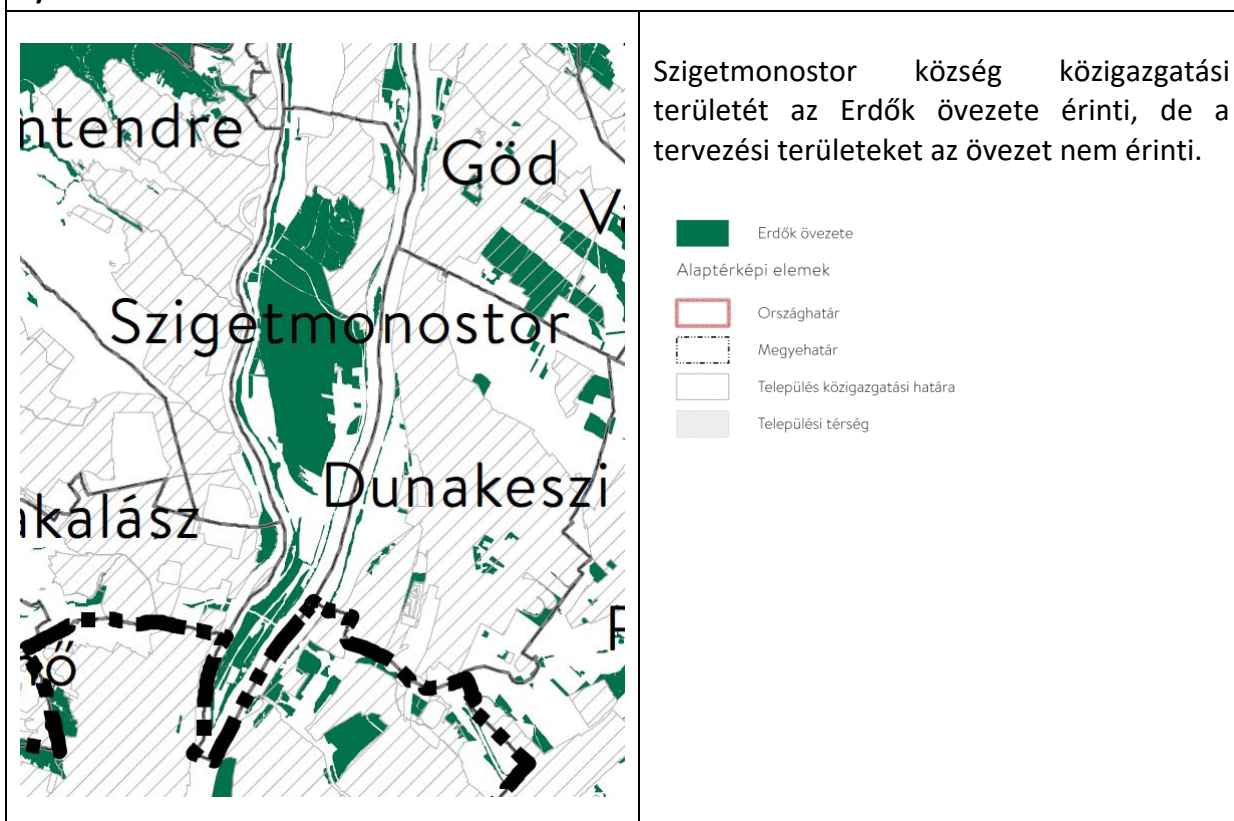 ntendre
Göd
Szigetmonostor
Dunakeszi
akalász
Szigetmonostor község közigazgatási
területét az Erdők övezete érinti, de a
tervezési területeket az övezet nem érinti.
Erdők övezete
Alaptérképi elemek
Országhatár
Megyehatár
Település közigazgatási határa
Települési térség